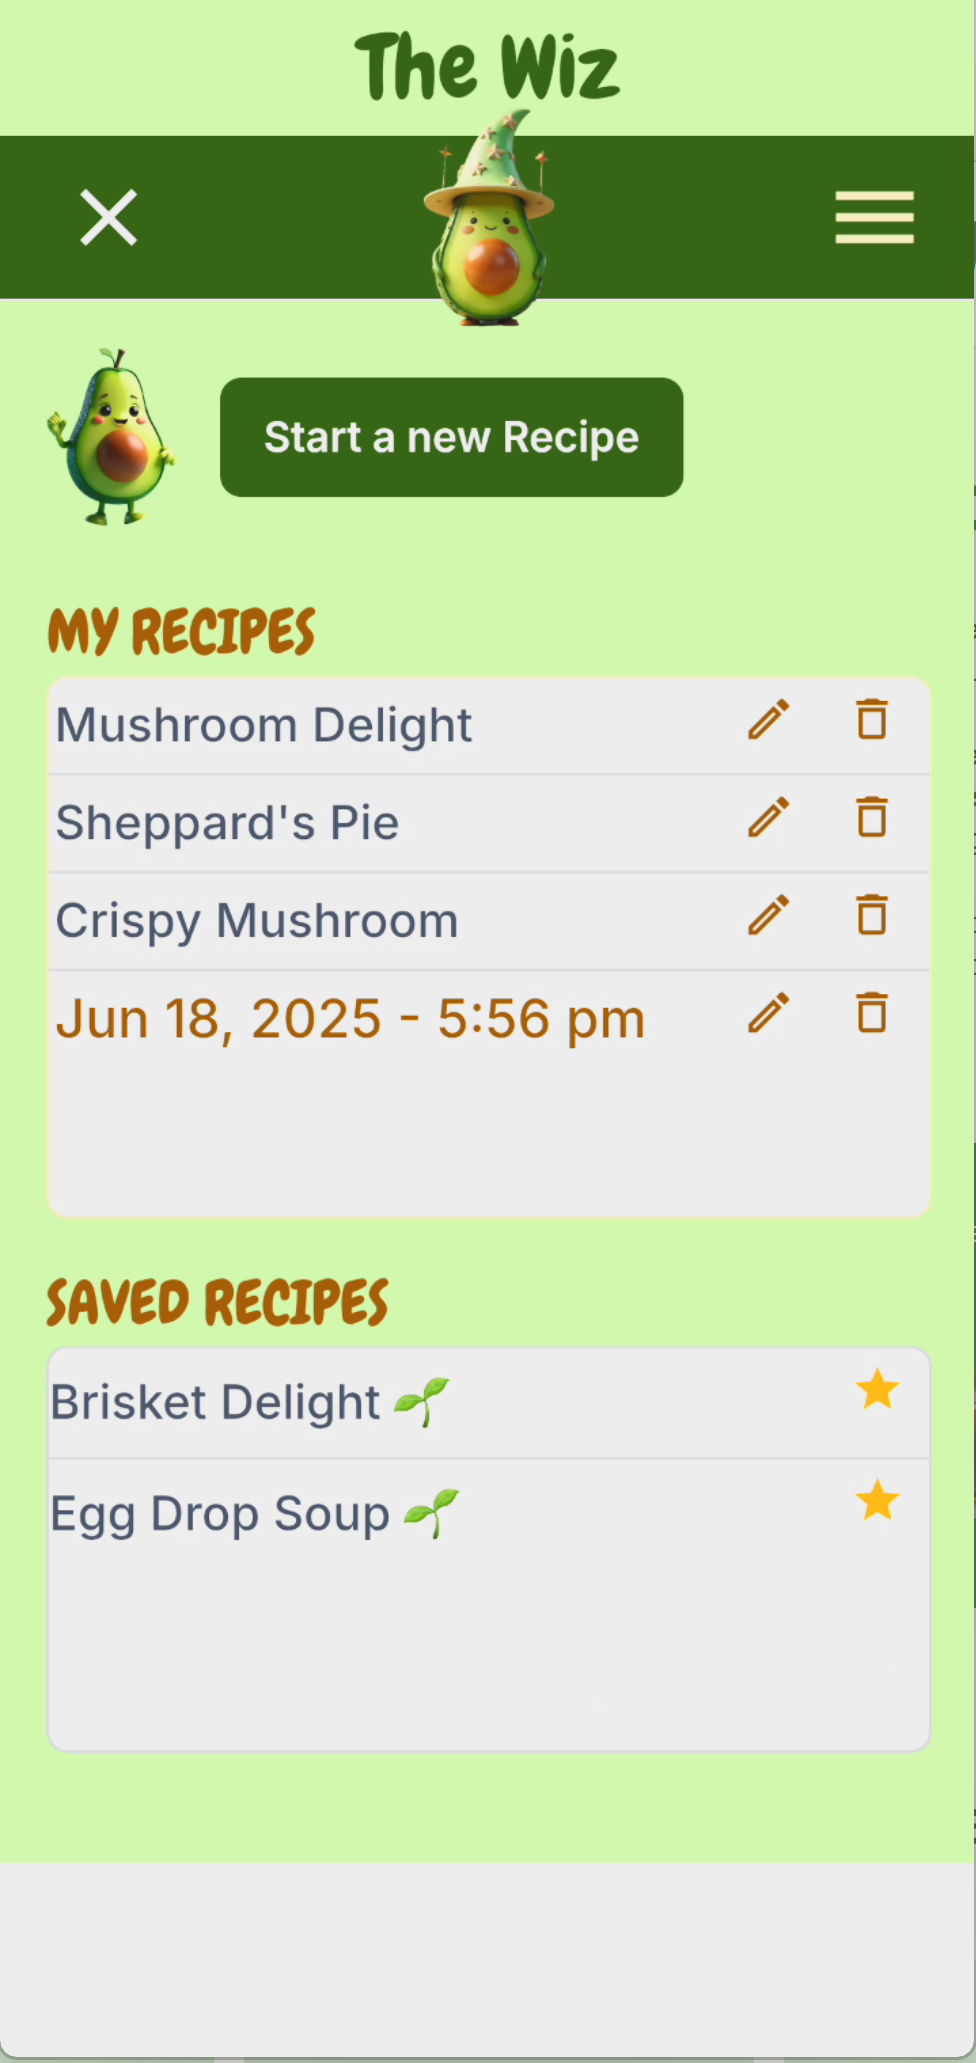 The Wiz
Start a new Recipe
MY RECIPES
Mushroom Delight
Sheppard's Pie
Crispy Mushroom
Jun 18, 2025 - 5:56 pm
SAVED RECIPES
Brisket Delight 🌱
Egg Drop Soup 🌱